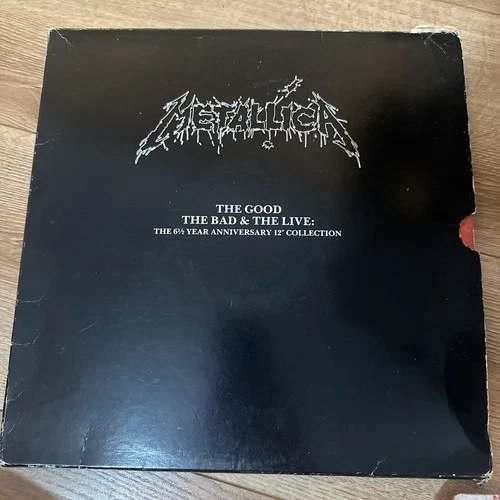 METALLICA
THE GOOD
THE BAD & THE LIVE:
THE 6½ YEAR ANNIVERSARY 12" COLLECTION